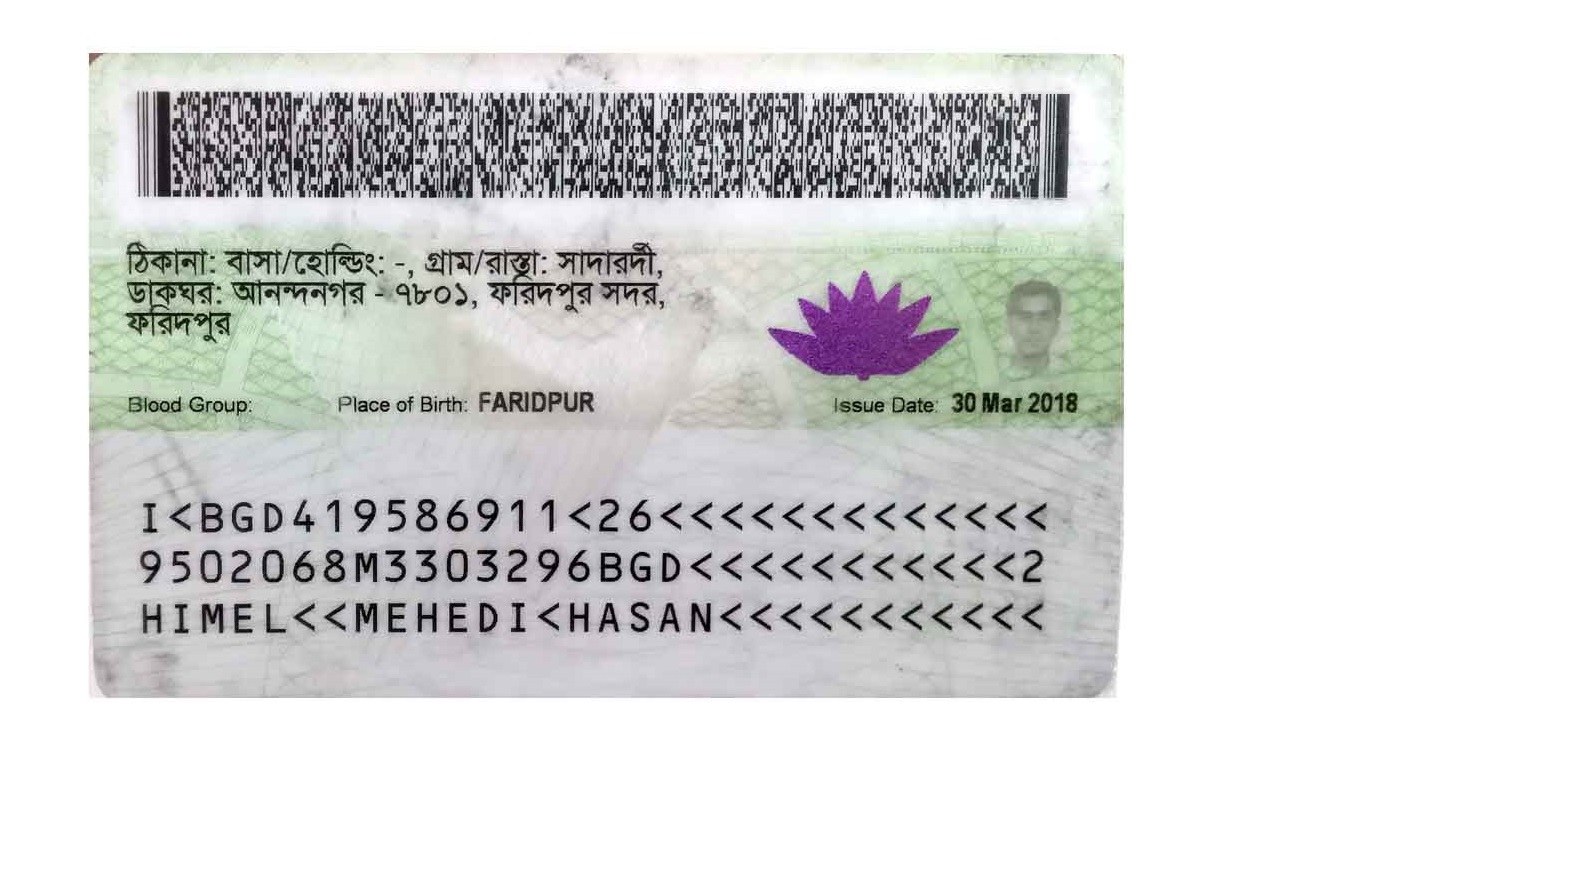 ঠিকানা: বাসা/হোল্ডিং: -, গ্রাম/রাস্তা: সাদারদী,
ডাকঘর: আনন্দনগর - ৭৮০১, ফরিদপুর সদর,
ফরিদপুর
Blood Group: Place of Birth: FARIDPUR Issue Date: 30 Mar 2018
I<BGD419586911<26<<<<<<<<<<<<<
9502068M3303296BGD<<<<<<<<<<<2
HIMEL<<MEHEDI<HASAN<<<<<<<<<<<